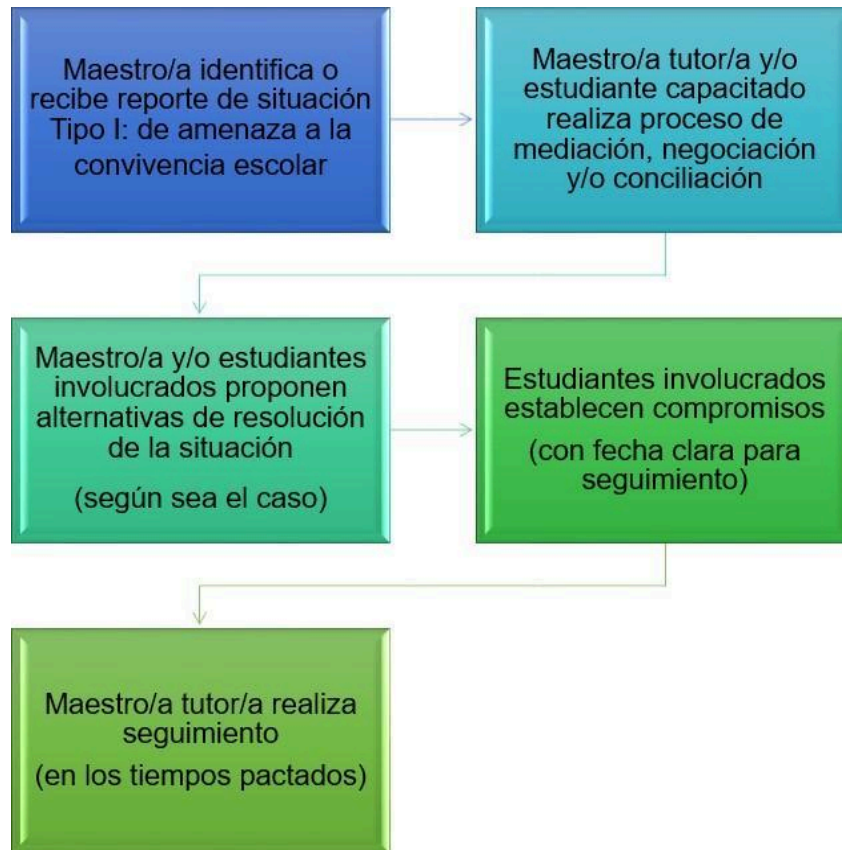 Maestro/a identifica o
recibe reporte de situación
Tipo I: de amenaza a la
convivencia escolar
Maestro/a tutor/a y/o
estudiante capacitado
realiza proceso de
mediación, negociación
y/o conciliación
Maestro/a y/o estudiantes
involucrados proponen
alternativas de resolución
de la situación
(según sea el caso)
Estudiantes involucrados
establecen compromisos
(con fecha clara para
seguimiento)
Maestro/a tutor/a realiza
seguimiento
(en los tiempos pactados)